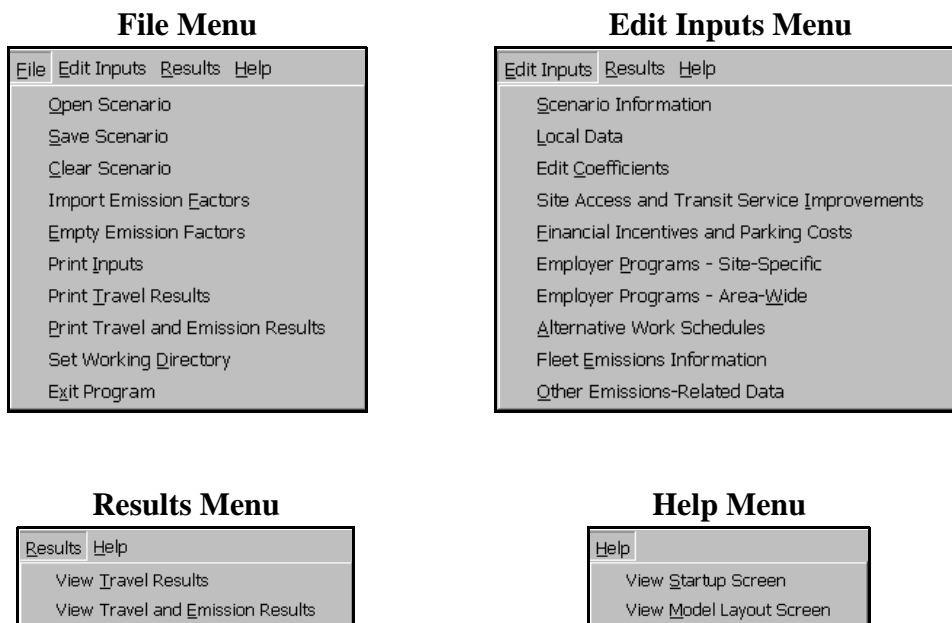 File Menu
File Edit Inputs Results Help
Open Scenario
Save Scenario
Clear Scenario
Import Emission Factors
Empty Emission Factors
Print Inputs
Print Travel Results
Print Travel and Emission Results
Set Working Directory
Exit Program
Edit Inputs Menu
Edit Inputs Results Help
Scenario Information
Local Data
Edit Coefficients
Site Access and Transit Service Improvements
Financial Incentives and Parking Costs
Employer Programs - Site-Specific
Employer Programs - Area-Wide
Alternative Work Schedules
Fleet Emissions Information
Other Emissions-Related Data
Results Menu
Results Help
View Travel Results
View Travel and Emission Results
Help Menu
Help
View Startup Screen
View Model Layout Screen